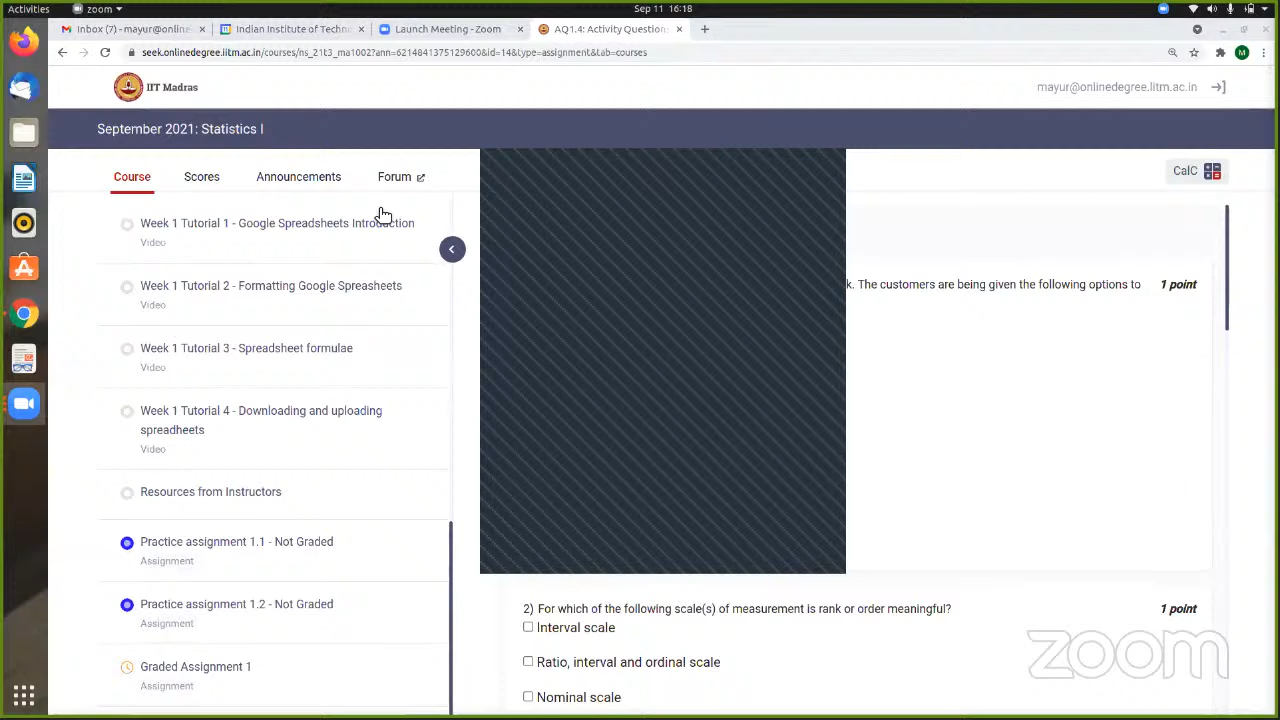 Activities
zoom
Sep 11 16:18
Inbox (7) - mayur@online
Indian Institute of Techn
Launch Meeting - Zoom
AQ1.4: Activity Question
seek.onlinedegree.iitm.ac.in/courses/ns_21t3_ma1002?ann=6214841375129600&id=14&type=assignment&tab=courses
M
IIT Madras
mayur@onlinedegree.iitm.ac.in
September 2021: Statistics I
Course
Scores
Announcements
Forum
CalC
Week 1 Tutorial 1 - Google Spreadsheets Introduction
Video
Week 1 Tutorial 2 - Formatting Google Spreasheets
Video
k. The customers are being given the following options to
1 point
Week 1 Tutorial 3 - Spreadsheet formulae
Video
Week 1 Tutorial 4 - Downloading and uploading
spreadheets
Video
Resources from Instructors
Practice assignment 1.1 - Not Graded
Assignment
Practice assignment 1.2 - Not Graded
Assignment
Graded Assignment 1
Assignment
2) For which of the following scale(s) of measurement is rank or order meaningful?
1 point
Interval scale
Ratio, interval and ordinal scale
Nominal scale
zoom